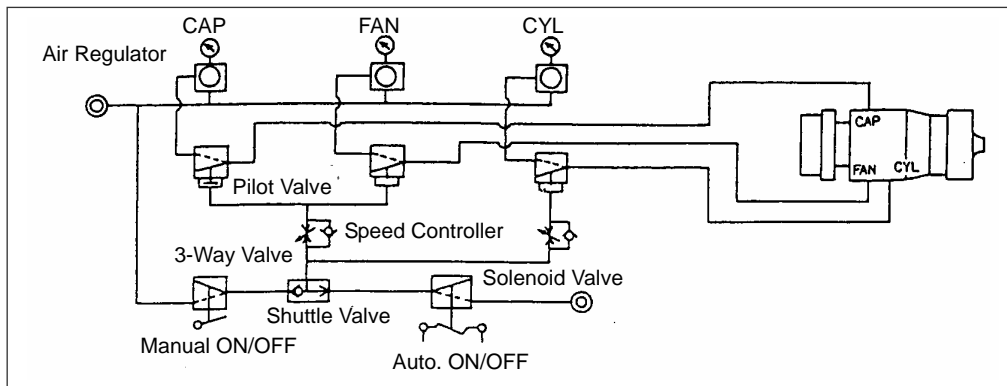 CAP FAN CYL
Air Regulator
CAP
FAN CYL
Pilot Valve
Speed Controller
3-Way Valve
Solenoid Valve
Shuttle Valve
Manual ON/OFF
Auto. ON/OFF